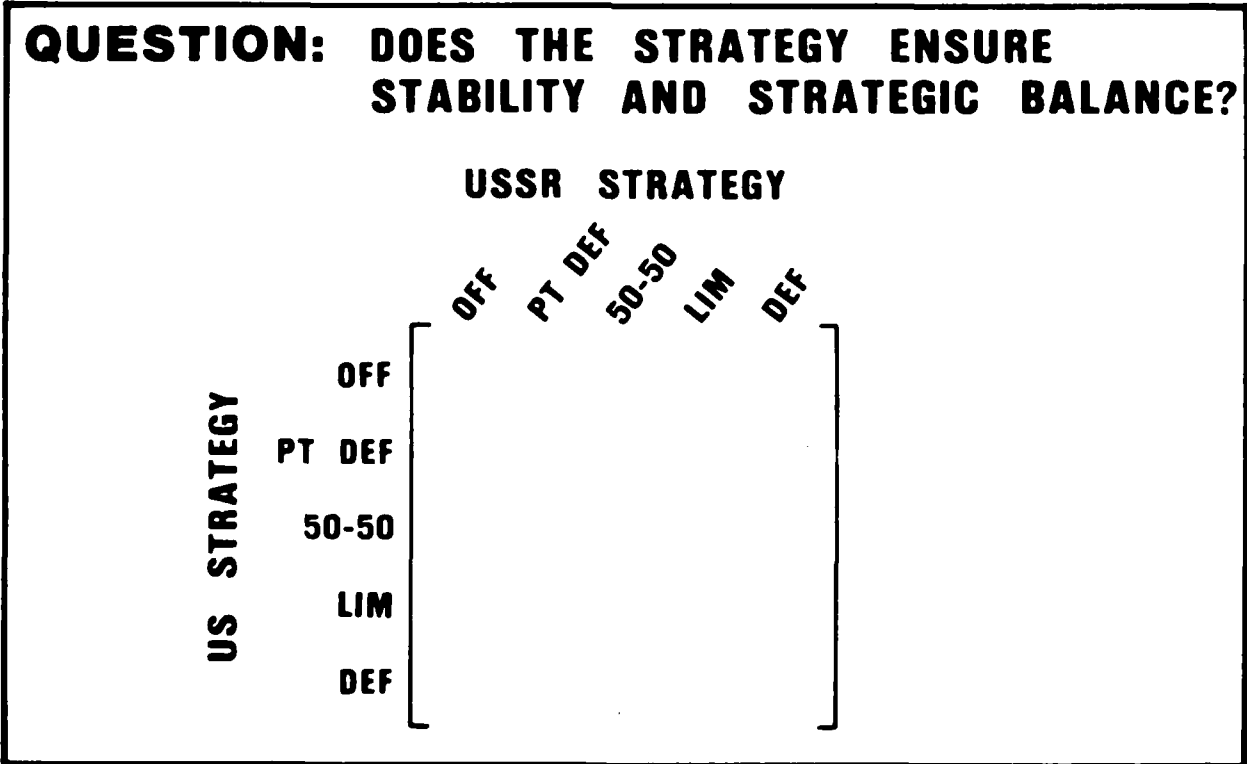 QUESTION: DOES THE STRATEGY ENSURE
STABILITY AND STRATEGIC BALANCE?
USSR STRATEGY
OFF PT DEF 50-50 LIM DEF
US STRATEGY
OFF
PT DEF
50-50
LIM
DEF